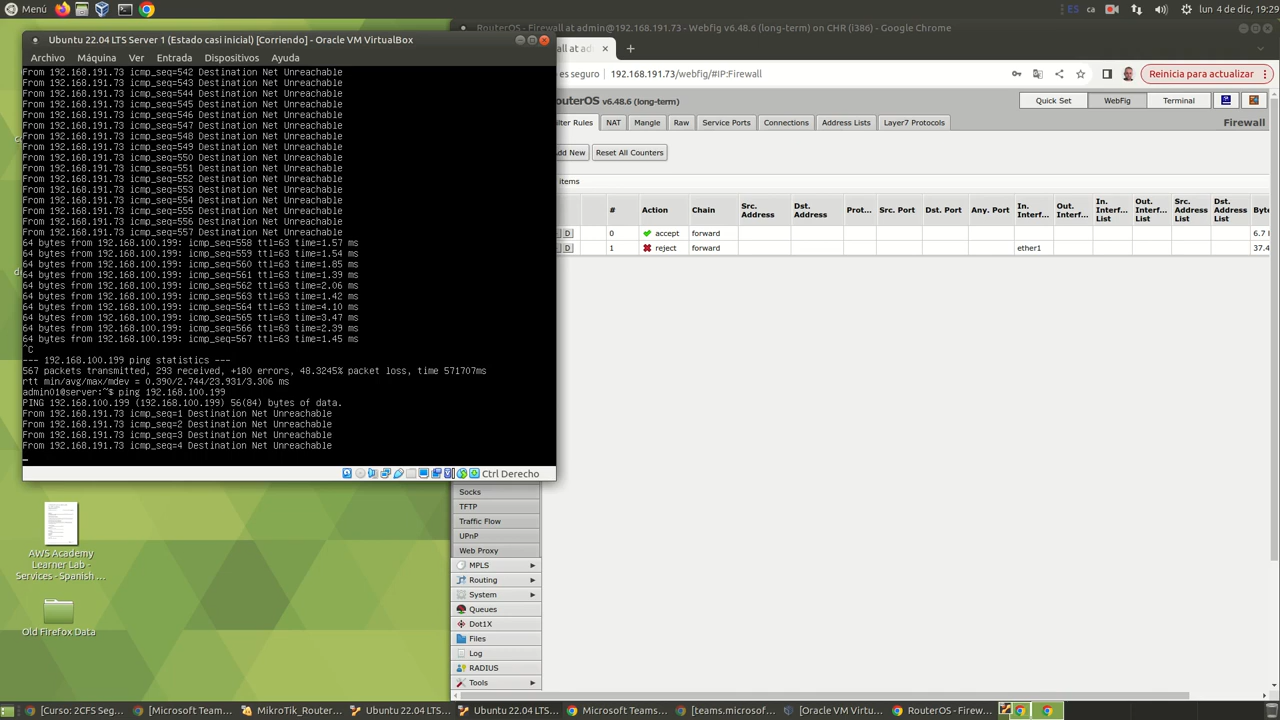 Menú
ES
ca
lun 4 de dic, 19:29
RouterOS - Firewall at admin@192.168.191.73 - Webfig v6.48.6 (long-term) on CHR (i386) - Google Chrome
Ubuntu 22.04 LTS Server 1 (Estado casi inicial) [Corriendo] - Oracle VM VirtualBox
Archivo Máquina Ver Entrada Dispositivos Ayuda
From 192.168.191.73 icmp_seq=542 Destination Net Unreachable
From 192.168.191.73 icmp_seq=543 Destination Net Unreachable
From 192.168.191.73 icmp_seq=544 Destination Net Unreachable
From 192.168.191.73 icmp_seq=545 Destination Net Unreachable
From 192.168.191.73 icmp_seq=546 Destination Net Unreachable
From 192.168.191.73 icmp_seq=547 Destination Net Unreachable
From 192.168.191.73 icmp_seq=548 Destination Net Unreachable
From 192.168.191.73 icmp_seq=549 Destination Net Unreachable
From 192.168.191.73 icmp_seq=550 Destination Net Unreachable
From 192.168.191.73 icmp_seq=551 Destination Net Unreachable
From 192.168.191.73 icmp_seq=552 Destination Net Unreachable
From 192.168.191.73 icmp_seq=553 Destination Net Unreachable
From 192.168.191.73 icmp_seq=554 Destination Net Unreachable
From 192.168.191.73 icmp_seq=555 Destination Net Unreachable
From 192.168.191.73 icmp_seq=556 Destination Net Unreachable
From 192.168.191.73 icmp_seq=557 Destination Net Unreachable
64 bytes from 192.168.100.199: icmp_seq=558 ttl=63 time=1.57 ms
64 bytes from 192.168.100.199: icmp_seq=559 ttl=63 time=1.54 ms
64 bytes from 192.168.100.199: icmp_seq=560 ttl=63 time=1.85 ms
64 bytes from 192.168.100.199: icmp_seq=561 ttl=63 time=1.39 ms
64 bytes from 192.168.100.199: icmp_seq=562 ttl=63 time=2.06 ms
64 bytes from 192.168.100.199: icmp_seq=563 ttl=63 time=1.42 ms
64 bytes from 192.168.100.199: icmp_seq=564 ttl=63 time=4.10 ms
64 bytes from 192.168.100.199: icmp_seq=565 ttl=63 time=3.47 ms
64 bytes from 192.168.100.199: icmp_seq=566 ttl=63 time=2.39 ms
64 bytes from 192.168.100.199: icmp_seq=567 ttl=63 time=1.45 ms
^C
--- 192.168.100.199 ping statistics ---
567 packets transmitted, 293 received, +180 errors, 48.3245% packet loss, time 571707ms
rtt min/avg/max/mdev = 0.390/2.744/23.931/3.306 ms
admin01@server:~$ ping 192.168.100.199
PING 192.168.100.199 (192.168.100.199) 56(84) bytes of data.
From 192.168.191.73 icmp_seq=1 Destination Net Unreachable
From 192.168.191.73 icmp_seq=2 Destination Net Unreachable
From 192.168.191.73 icmp_seq=3 Destination Net Unreachable
From 192.168.191.73 icmp_seq=4 Destination Net Unreachable
Ctrl Derecho
all at ad
es seguro 192.168.191.73/webfig/#IP:Firewall
Reinicia para actualizar
outerOS v6.48.6 (long-term)
Quick Set WebFig Terminal
lter Rules NAT Mangle Raw Service Ports Connections Address Lists Layer7 Protocols Firewall
dd New Reset All Counters
items
# Action Chain Src. Address Dst. Address Prot... Src. Port Dst. Port Any. Port In. Interf... Out. Interf... In. Interf... List Out. Interf... List Src. Address List Dst. Address List Byte
D 0 accept forward 6.7
D 1 reject forward ether1 37.4
Socks
TFTP
Traffic Flow
UPnP
Web Proxy
MPLS
Routing
System
Queues
Dot1X
Files
Log
RADIUS
Tools
AWS Academy
Learner Lab -
Services - Spanish ...
Old Firefox Data
[Curso: 2CFS Seg...
[Microsoft Teams...
MikroTik_Router...
Ubuntu 22.04 LTS...
Ubuntu 22.04 LTS...
Microsoft Teams...
[teams.microsof...
[Oracle VM Virtu...
RouterOS - Firew...